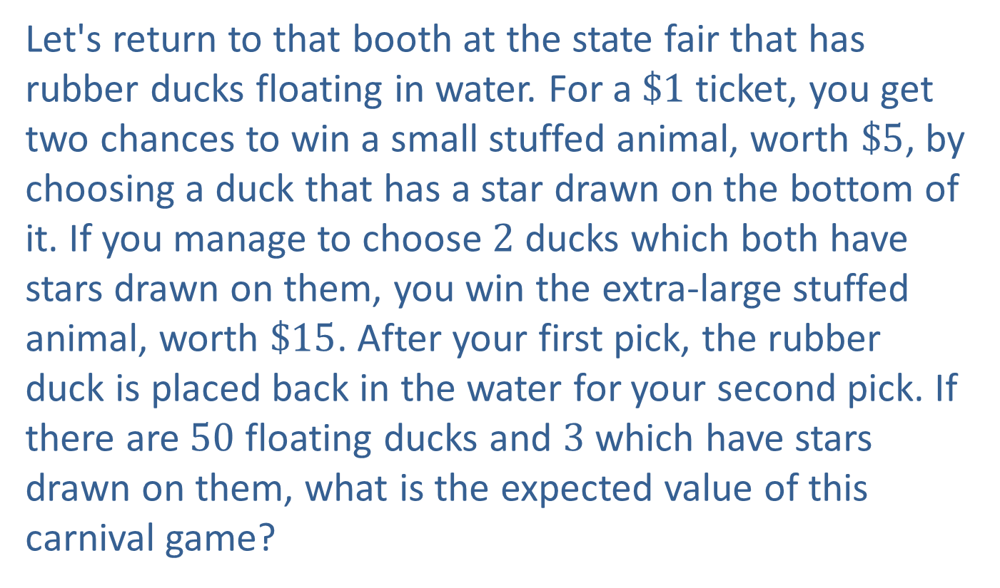 Let's return to that booth at the state fair that has
rubber ducks floating in water. For a $1 ticket, you get
two chances to win a small stuffed animal, worth $5, by
choosing a duck that has a star drawn on the bottom of
it. If you manage to choose 2 ducks which both have
stars drawn on them, you win the extra-large stuffed
animal, worth $15. After your first pick, the rubber
duck is placed back in the water for your second pick. If
there are 50 floating ducks and 3 which have stars
drawn on them, what is the expected value of this
carnival game?